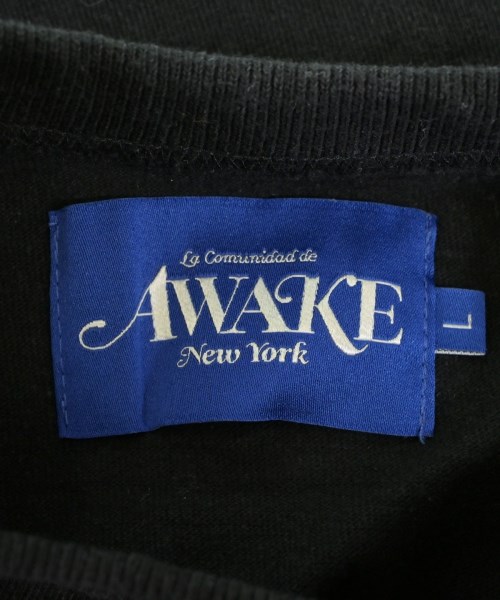 La Comunidad de
AWAKE
New York
L